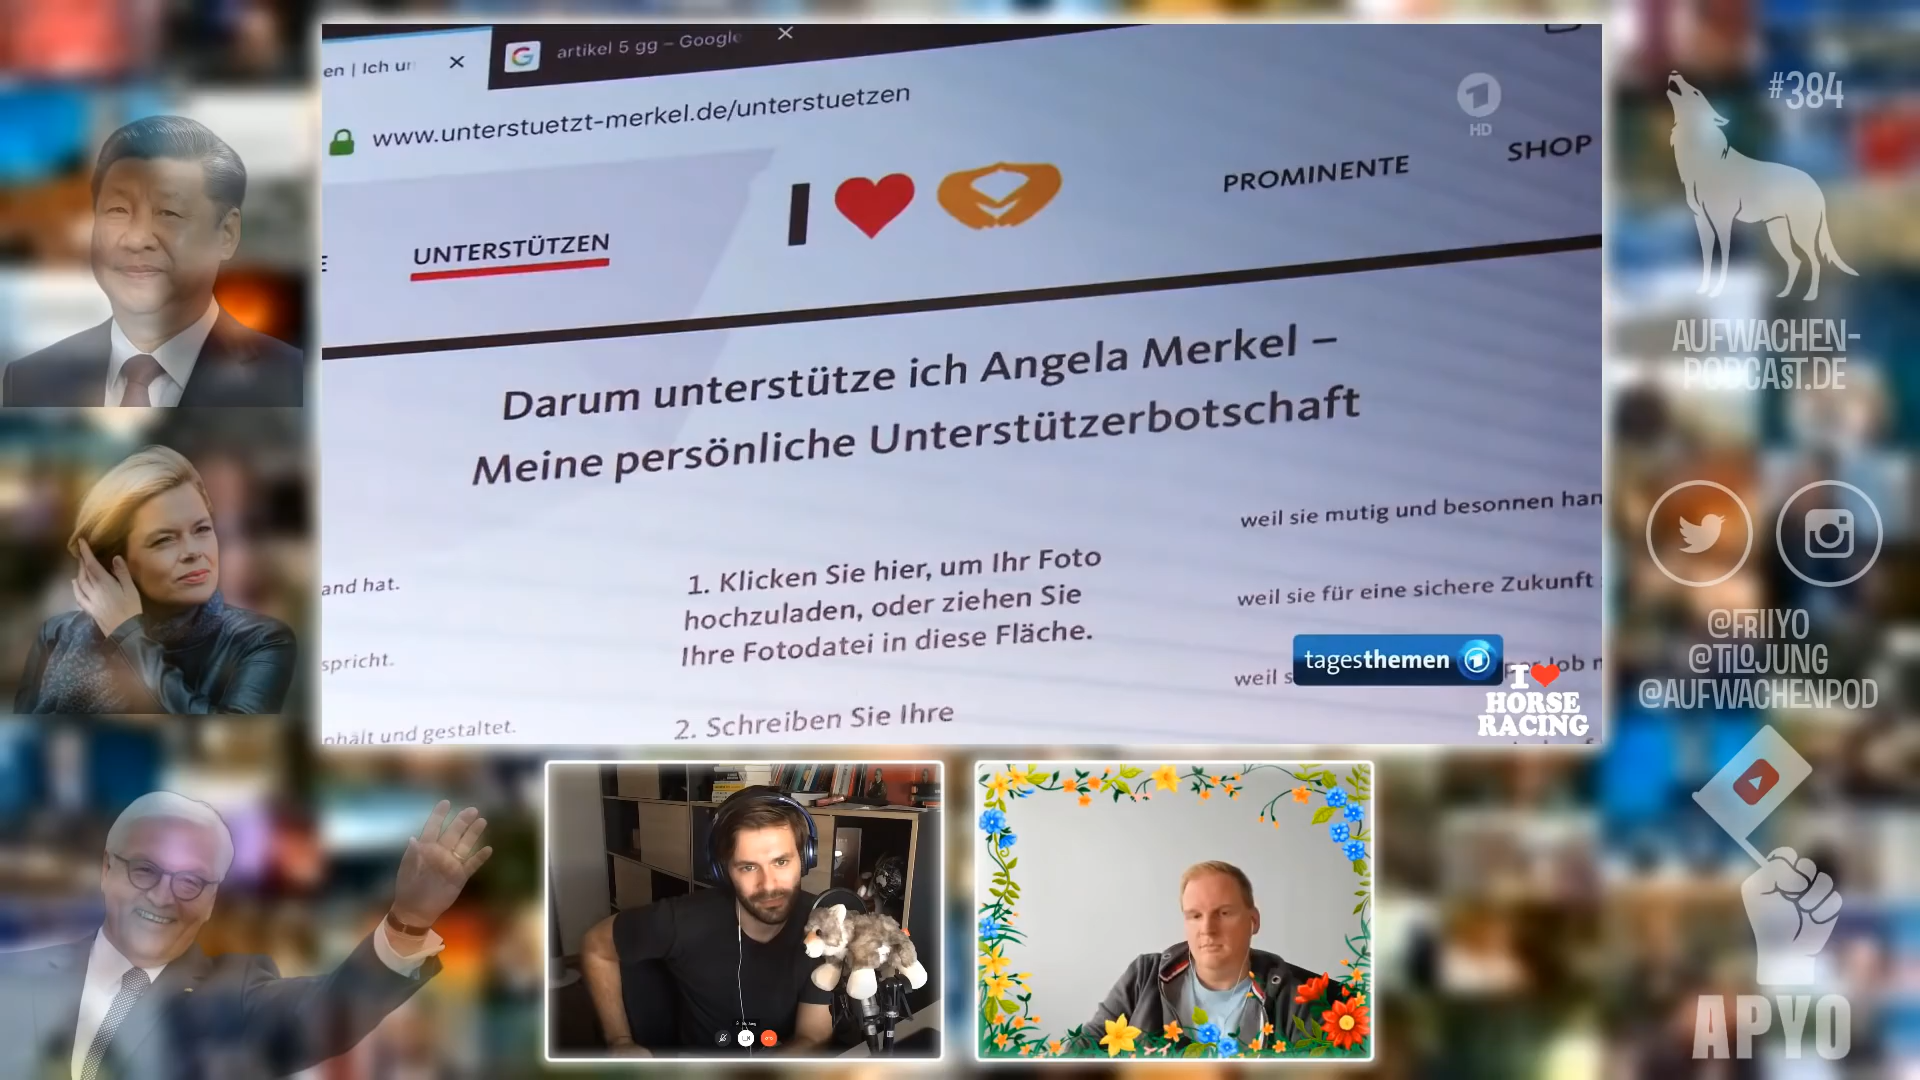 en | Ich un
artikel 5 gg – Google
www.unterstuetzt-merkel.de/unterstuetzen
HD
#384
UNTERSTÜTZEN
I
PROMINENTE
SHOP
Darum unterstütze ich Angela Merkel –
Meine persönliche Unterstützerbotschaft
and hat.
1. Klicken Sie hier, um Ihr Foto
hochzuladen, oder ziehen Sie
Ihre Fotodatei in diese Fläche.
weil sie mutig und besonnen han
weil sie für eine sichere Zukunft
spricht.
weil s
Job
2. Schreiben Sie Ihre
nhält und gestaltet.
tagesthemen
I
HORSE
RACING
AUFWACHEN-
PODCAST.DE
@FRIIYO
@TILOJUNG
@AUFWACHENPOD
APYO